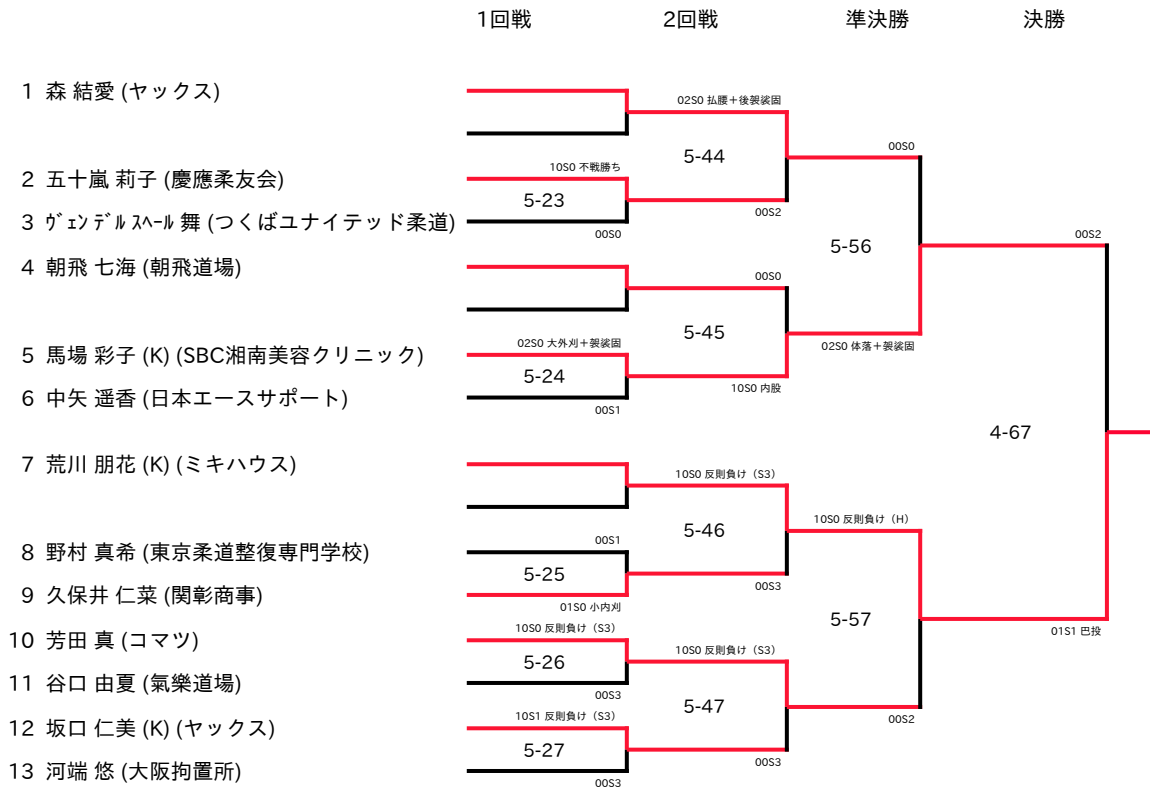 1回戦 2回戦 準決勝 決勝
1 森 結愛 (ヤックス)
02S0 払腰＋後袈裟固
5-44
00S0
10S0 不戦勝ち
2 五十嵐 莉子 (慶應柔友会)
5-23
00S2
3 ｳﾞｪﾝﾃﾞﾙｽﾍｰﾙ 舞 (つくばユナイテッド柔道)
00S0
5-56
00S2
4 朝飛 七海 (朝飛道場)
00S0
5-45
02S0 大外刈＋袈裟固
02S0 体落＋袈裟固
5 馬場 彩子 (K) (SBC湘南美容クリニック)
5-24
10S0 内股
6 中矢 遥香 (日本エースサポート)
00S1
4-67
7 荒川 朋花 (K) (ミキハウス)
10S0 反則負け（S3）
10S0 反則負け（H）
5-46
00S1
8 野村 真希 (東京柔道整復専門学校)
5-25
00S3
9 久保井 仁菜 (関彰商事)
01S0 小内刈
5-57
01S1 巴投
10S0 反則負け（S3）
10 芳田 真 (コマツ)
10S0 反則負け（S3）
5-26
11 谷口 由夏 (氣樂道場)
00S3
5-47
10S1 反則負け（S3）
00S2
12 坂口 仁美 (K) (ヤックス)
5-27
00S3
13 河端 悠 (大阪拘置所)
00S3